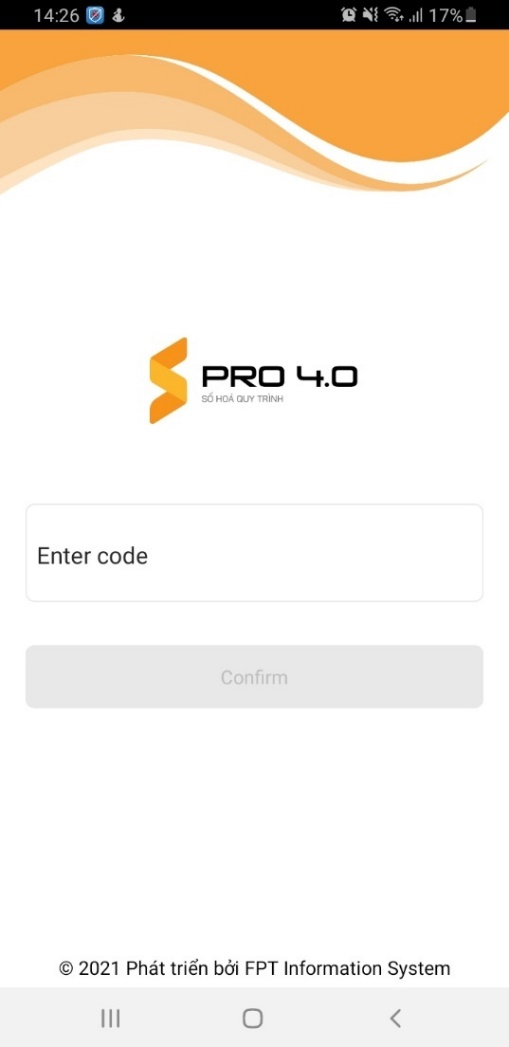 14:26 17%
PRO 4.0
SỐ HOÁ QUY TRÌNH
Enter code
Confirm
© 2021 Phát triển bởi FPT Information System